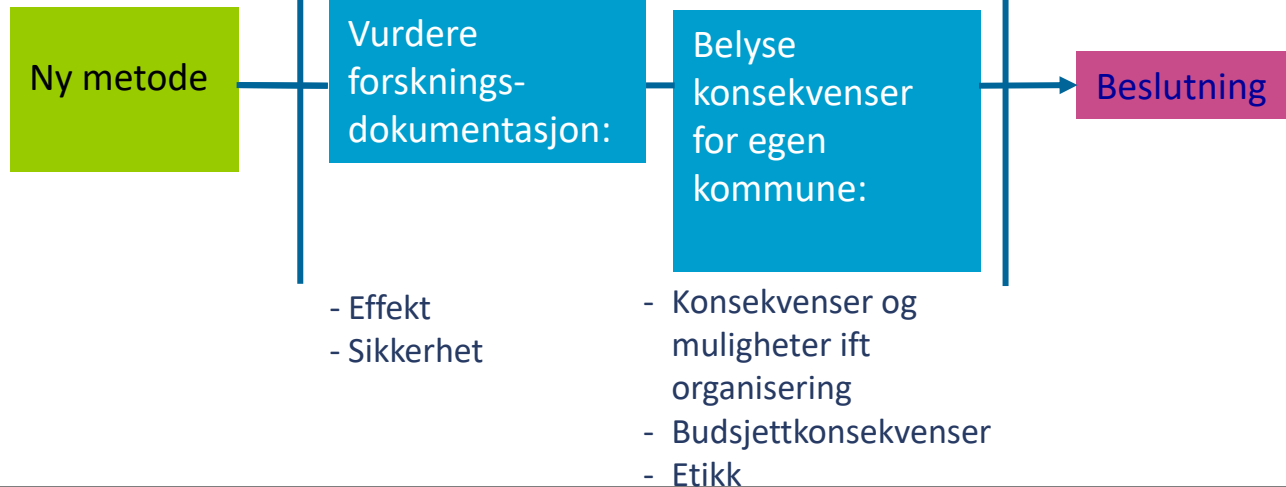 Ny metode
Vurdere
forsknings-
dokumentasjon:
- Effekt
- Sikkerhet
Belyse
konsekvenser
for egen
kommune:
- Konsekvenser og
muligheter ift
organisering
- Budsjettkonsekvenser
- Etikk
Beslutning